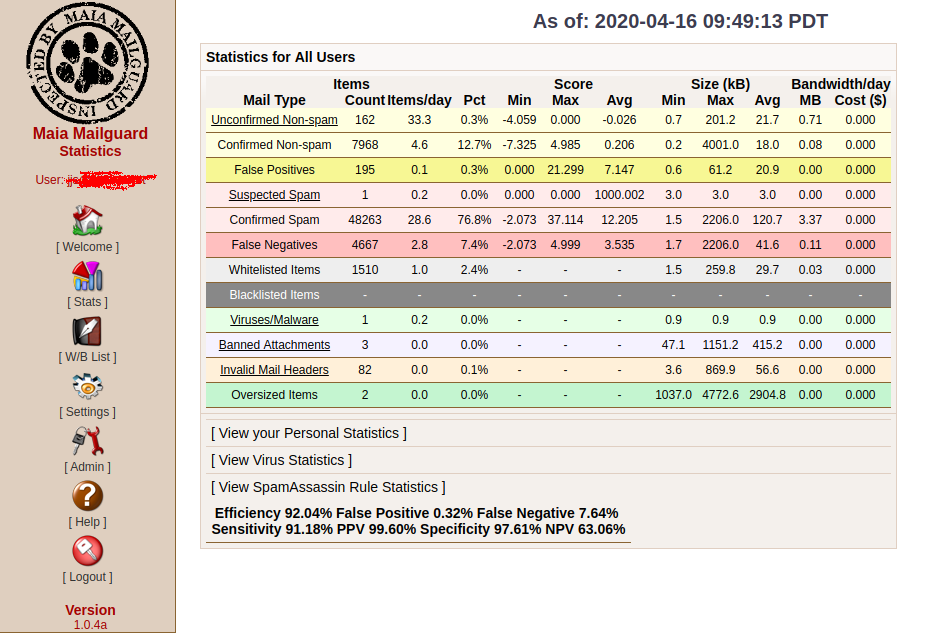 INSPECTED BY MAIA MAILGUARD
Maia Mailguard
Statistics
User:
[ Welcome ]
[ Stats ]
[ W/B List ]
[ Settings ]
[ Admin ]
[ Help ]
[ Logout ]
Version
1.0.4a
As of: 2020-04-16 09:49:13 PDT
Statistics for All Users
Items Score Size (kB) Bandwidth/day
Mail Type Count Items/day Pct Min Max Avg Min Max Avg MB Cost ($)
Unconfirmed Non-spam 162 33.3 0.3% -4.059 0.000 -0.026 0.7 201.2 21.7 0.71 0.000
Confirmed Non-spam 7968 4.6 12.7% -7.325 4.985 0.206 0.2 4001.0 18.0 0.08 0.000
False Positives 195 0.1 0.3% 0.000 21.299 7.147 0.6 61.2 20.9 0.00 0.000
Suspected Spam 1 0.2 0.0% 0.000 0.000 1000.002 3.0 3.0 3.0 0.00 0.000
Confirmed Spam 48263 28.6 76.8% -2.073 37.114 12.205 1.5 2206.0 120.7 3.37 0.000
False Negatives 4667 2.8 7.4% -2.073 4.999 3.535 1.7 2206.0 41.6 0.11 0.000
Whitelisted Items 1510 1.0 2.4% - - - 1.5 259.8 29.7 0.03 0.000
Blacklisted Items - - - - - - - - - - -
Viruses/Malware 1 0.2 0.0% - - - 0.9 0.9 0.9 0.00 0.000
Banned Attachments 3 0.0 0.0% - - - 47.1 1151.2 415.2 0.00 0.000
Invalid Mail Headers 82 0.0 0.1% - - - 3.6 869.9 56.6 0.00 0.000
Oversized Items 2 0.0 0.0% - - - 1037.0 4772.6 2904.8 0.00 0.000
[ View your Personal Statistics ]
[ View Virus Statistics ]
[ View SpamAssassin Rule Statistics ]
Efficiency 92.04% False Positive 0.32% False Negative 7.64%
Sensitivity 91.18% PPV 99.60% Specificity 97.61% NPV 63.06%